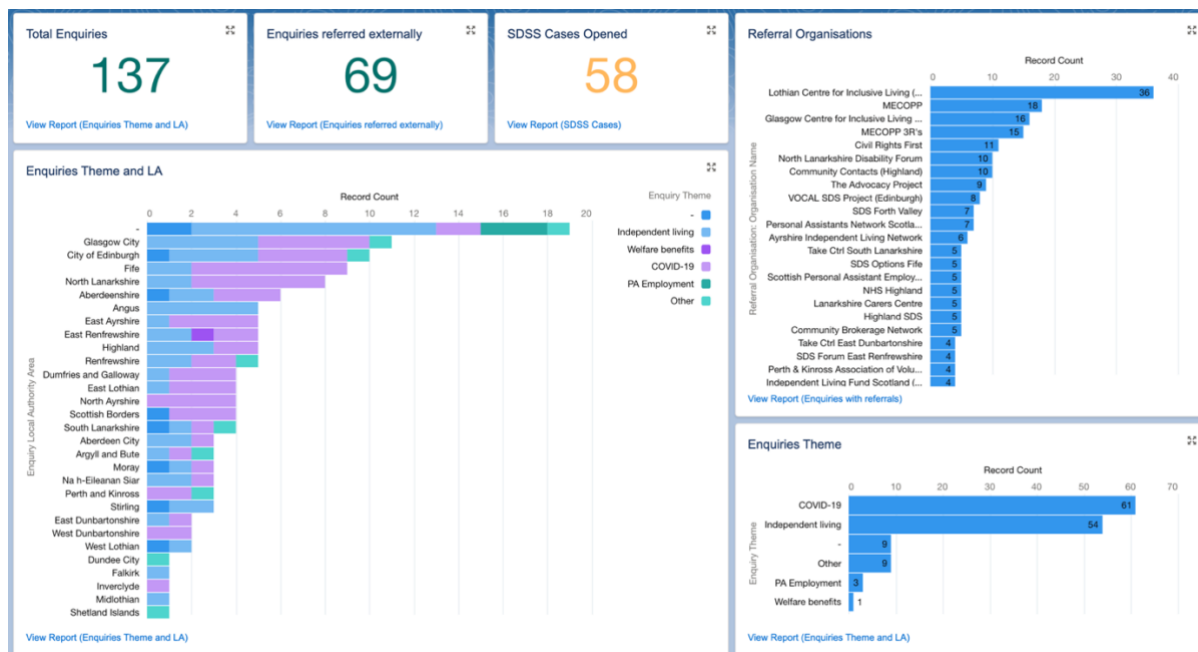 Total Enquiries
137
View Report (Enquiries Theme and LA)
Enquiries referred externally
69
View Report (Enquiries referred externally)
SDSS Cases Opened
58
View Report (SDSS Cases)
Enquiries Theme and LA
Record Count
0 2 4 6 8 10 12 14 16 18 20
Enquiry Local Authority Area
-
Glasgow City
City of Edinburgh
Fife
North Lanarkshire
Aberdeenshire
Angus
East Ayrshire
East Renfrewshire
Highland
Renfrewshire
Dumfries and Galloway
East Lothian
North Ayrshire
Scottish Borders
South Lanarkshire
Aberdeen City
Argyll and Bute
Moray
Na h-Eileanan Siar
Perth and Kinross
Stirling
East Dunbartonshire
West Dunbartonshire
West Lothian
Dundee City
Falkirk
Inverclyde
Midlothian
Shetland Islands
Enquiry Theme
-
Independent living
Welfare benefits
COVID-19
PA Employment
Other
View Report (Enquiries Theme and LA)
Referral Organisations
Record Count
0 10 20 30 40
Referral Organisation: Organisation Name
Lothian Centre for Inclusive Living (... 36
MECOPP 18
Glasgow Centre for Inclusive Living ... 16
MECOPP 3R's 15
Civil Rights First 11
North Lanarkshire Disability Forum 10
Community Contacts (Highland) 10
The Advocacy Project 9
VOCAL SDS Project (Edinburgh) 8
SDS Forth Valley 7
Personal Assistants Network Scotla... 7
Ayrshire Independent Living Network 6
Take Ctrl South Lanarkshire 5
SDS Options Fife 5
Scottish Personal Assistant Employ... 5
NHS Highland 5
Lanarkshire Carers Centre 5
Highland SDS 5
Community Brokerage Network 5
Take Ctrl East Dunbartonshire 4
SDS Forum East Renfrewshire 4
Perth & Kinross Association of Volu... 4
Independent Living Fund Scotland (... 4
View Report (Enquiries with referrals)
Enquiries Theme
Record Count
0 10 20 30 40 50 60 70
Enquiry Theme
COVID-19 61
Independent living 54
- 9
Other 9
PA Employment 3
Welfare benefits 1
View Report (Enquiries Theme and LA)